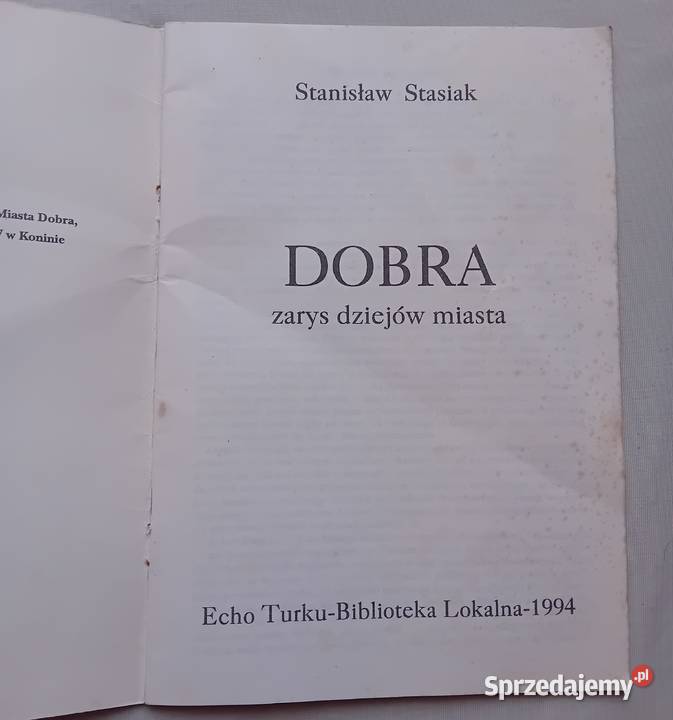 Miasta Dobra,
w Koninie
Stanisław Stasiak
DOBRA
zarys dziejów miasta
Echo Turku-Biblioteka Lokalna-1994
Sprzedajemy.pl